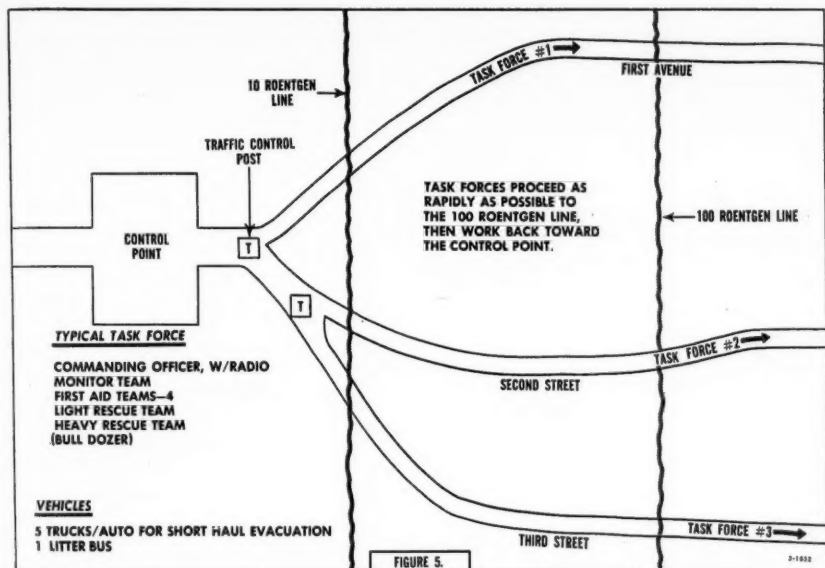 TASK FORCE #1
FIRST AVENUE
10 ROENTGEN
LINE
TRAFFIC CONTROL
POST
T
CONTROL
POINT
TASK FORCES PROCEED AS
RAPIDLY AS POSSIBLE TO
THE 100 ROENTGEN LINE,
THEN WORK BACK TOWARD
THE CONTROL POINT.
100 ROENTGEN LINE
T
TYPICAL TASK FORCE
COMMANDING OFFICER, W/RADIO
MONITOR TEAM
FIRST AID TEAMS—4
LIGHT RESCUE TEAM
HEAVY RESCUE TEAM
(BULL DOZER)
TASK FORCE #2
SECOND STREET
VEHICLES
5 TRUCKS/AUTO FOR SHORT HAUL EVACUATION
1 LITTER BUS
TASK FORCE #3
THIRD STREET
FIGURE 5.